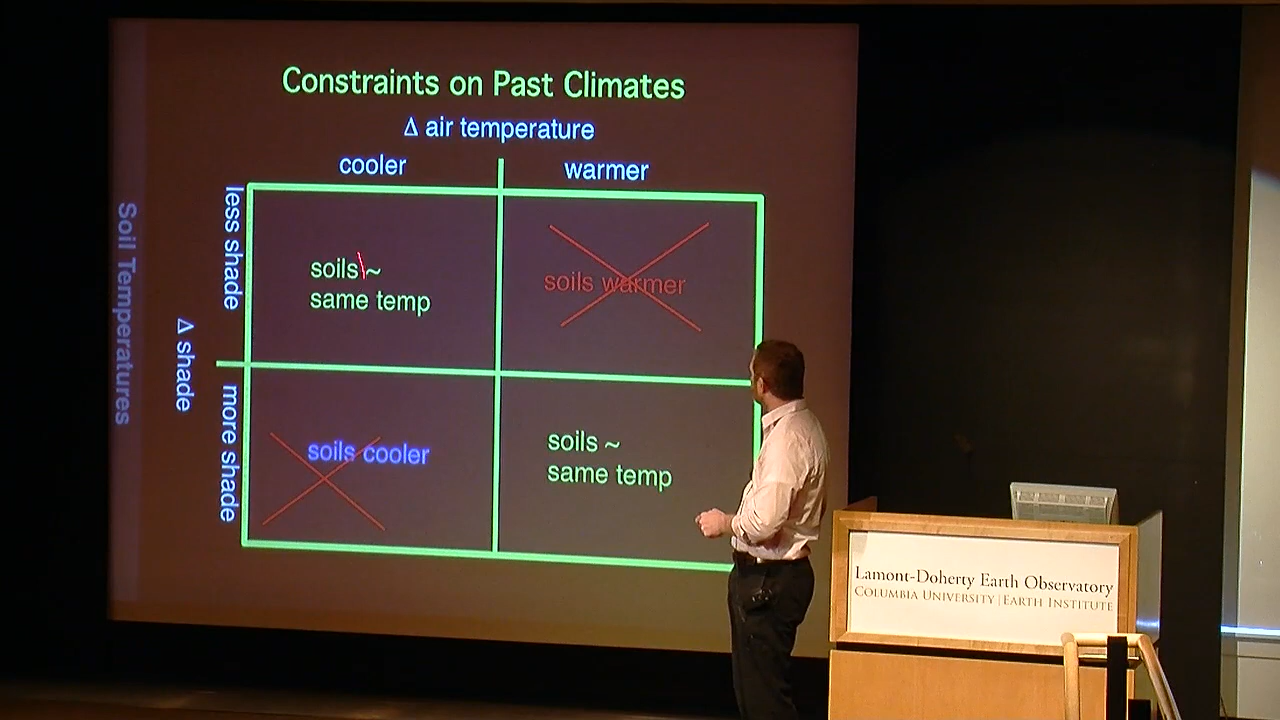 Constraints on Past Climates
Δ air temperature
cooler
warmer
Soil Temperatures
Δ shade
less shade
more shade
soils ~
same temp
soils warmer
soils cooler
soils ~
same temp
Lamont-Doherty Earth Observatory
Columbia University | Earth Institute